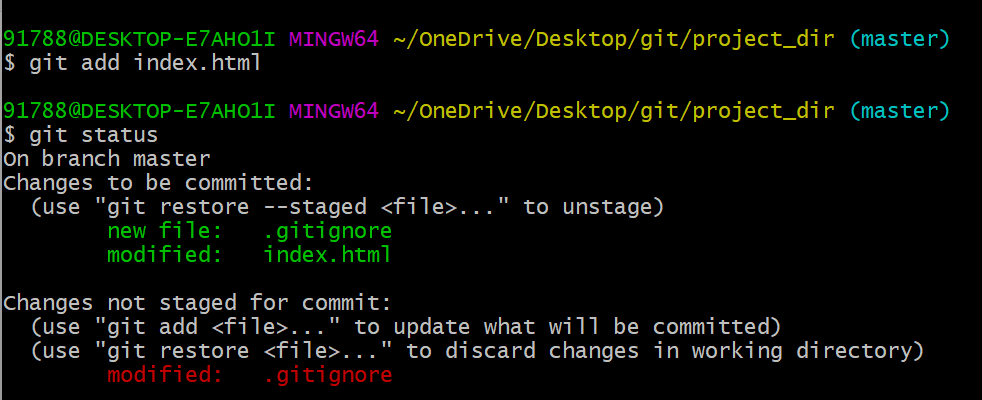 91788@DESKTOP-E7AHO1I MINGW64 ~/OneDrive/Desktop/git/project_dir (master)
$ git add index.html
91788@DESKTOP-E7AHO1I MINGW64 ~/OneDrive/Desktop/git/project_dir (master)
$ git status
On branch master
Changes to be committed:
  (use "git restore --staged <file>..." to unstage)
        new file:   .gitignore
        modified:   index.html
Changes not staged for commit:
  (use "git add <file>..." to update what will be committed)
  (use "git restore <file>..." to discard changes in working directory)
        modified:   .gitignore